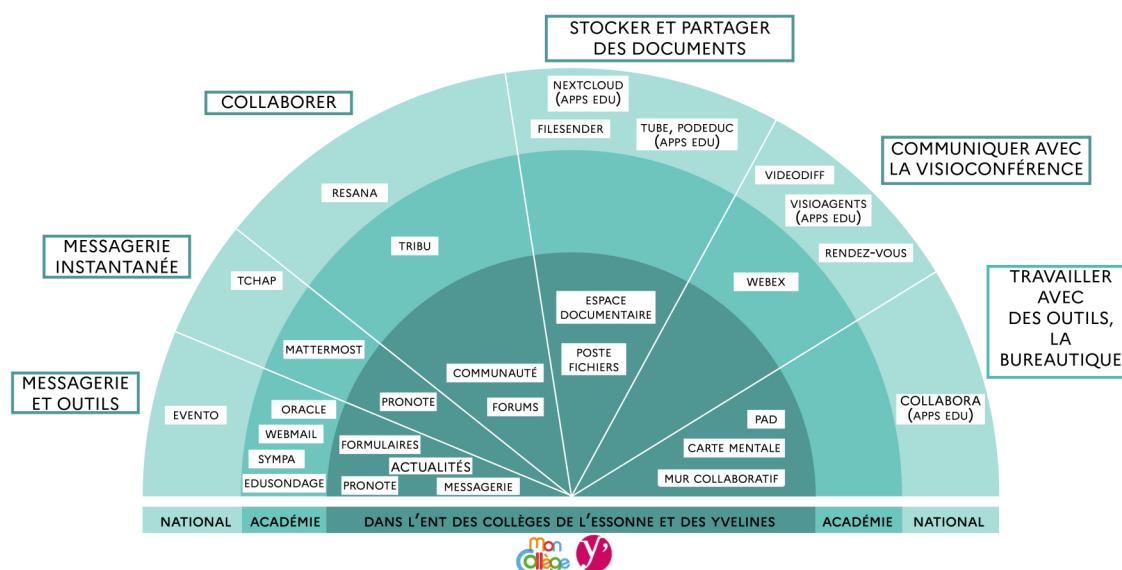 STOCKER ET PARTAGER
DES DOCUMENTS
COLLABORER
NEXTCLOUD
(APPS EDU)
FILESENDER
TUBE, PODEDUC
(APPS EDU)
COMMUNIQUER AVEC
LA VISIOCONFÉRENCE
VIDEODIFF
VISIOAGENTS
(APPS EDU)
RENDEZ-VOUS
RESANA
TRIBU
MESSAGERIE
INSTANTANÉE
TCHAP
MATTERMOST
WEBEX
ESPACE
DOCUMENTAIRE
POSTE
FICHIERS
TRAVAILLER
AVEC
DES OUTILS,
LA
BUREAUTIQUE
MESSAGERIE
ET OUTILS
EVENTO
ORACLE
WEBMAIL
SYMPA
EDUSONDAGE
PRONOTE
COMMUNAUTÉ
FORUMS
FORMULAIRES
ACTUALITÉS
PRONOTE
MESSAGERIE
PAD
CARTE MENTALE
MUR COLLABORATIF
COLLABORA
(APPS EDU)
NATIONAL
ACADÉMIE
DANS L'ENT DES COLLÈGES DE L'ESSONNE ET DES YVELINES
ACADÉMIE
NATIONAL
mon
collège
y'